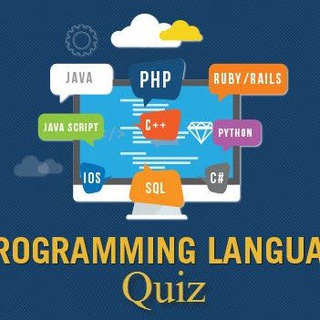 JAVA
PHP
RUBY/RAILS
JAVA SCRIPT
</>
C++
PYTHON
IOS
SQL
C#
ROGRAMMING LANGUA
Quiz